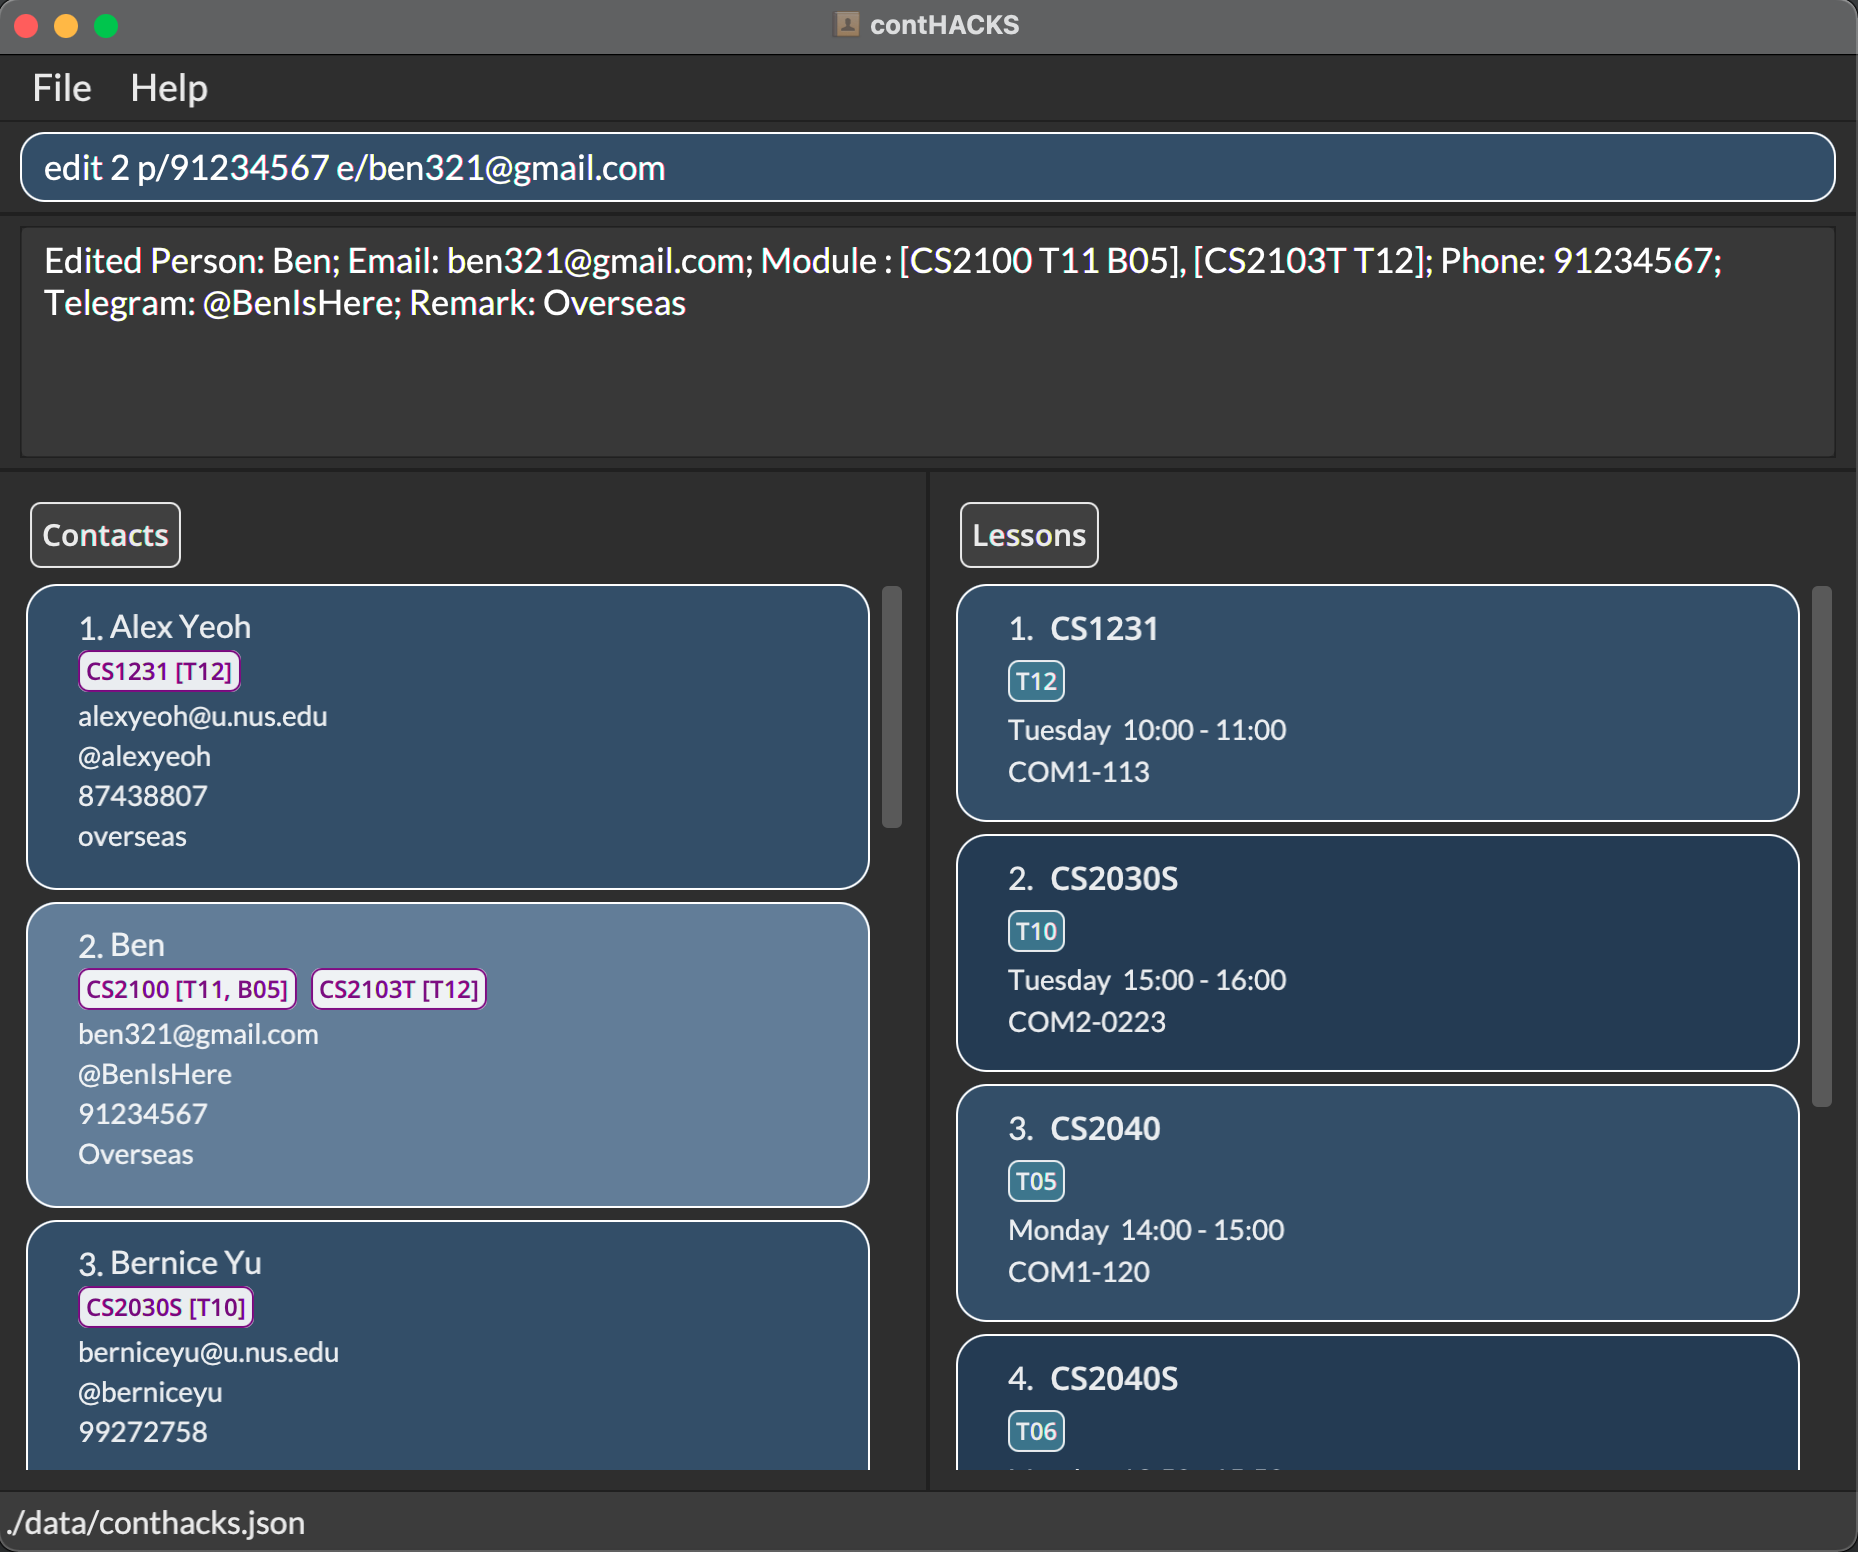 contHACKS
File Help
edit 2 p/91234567 e/ben321@gmail.com
Edited Person: Ben; Email: ben321@gmail.com; Module : [CS2100 T11 B05], [CS2103T T12]; Phone: 91234567;
Telegram: @BenIsHere; Remark: Overseas
Contacts
1. Alex Yeoh
CS1231 [T12]
alexyeoh@u.nus.edu
@alexyeoh
87438807
overseas
2. Ben
CS2100 [T11, B05] CS2103T [T12]
ben321@gmail.com
@BenIsHere
91234567
Overseas
3. Bernice Yu
CS2030S [T10]
berniceyu@u.nus.edu
@berniceyu
99272758
Lessons
1. CS1231
T12
Tuesday 10:00 - 11:00
COM1-113
2. CS2030S
T10
Tuesday 15:00 - 16:00
COM2-0223
3. CS2040
T05
Monday 14:00 - 15:00
COM1-120
4. CS2040S
T06
./data/conthacks.json